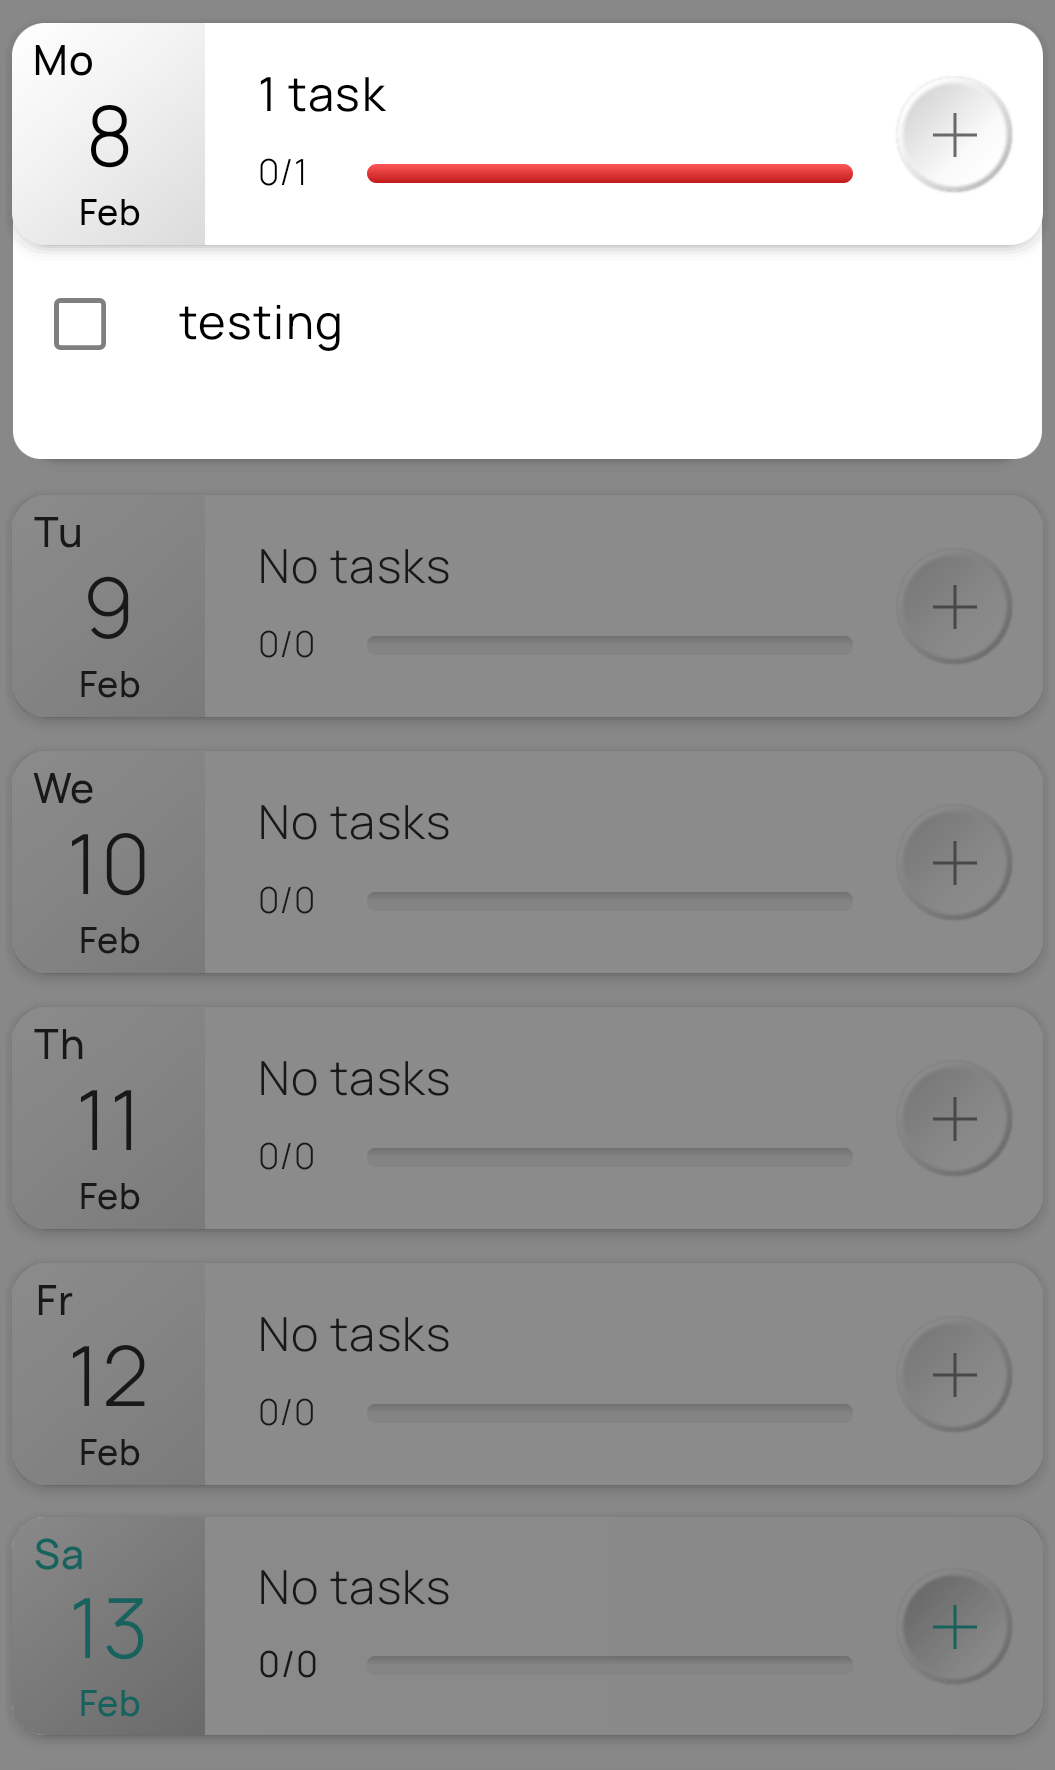 Mo
8
Feb
1 task
0/1
testing
Tu
9
Feb
No tasks
0/0
We
10
Feb
No tasks
0/0
Th
11
Feb
No tasks
0/0
Fr
12
Feb
No tasks
0/0
Sa
13
Feb
No tasks
0/0